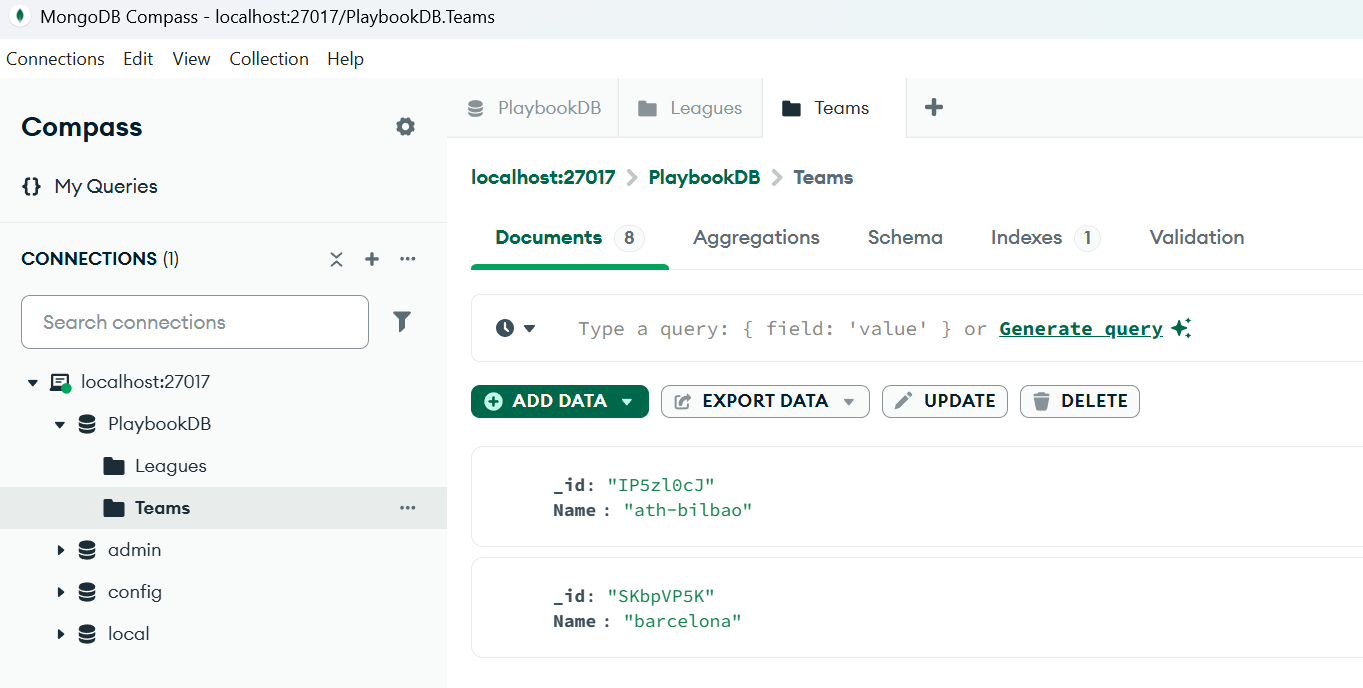 MongoDB Compass - localhost:27017/PlaybookDB.Teams
Connections Edit View Collection Help
Compass
{} My Queries
CONNECTIONS (1)
Search connections
localhost:27017
PlaybookDB
Leagues
Teams
admin
config
local
PlaybookDB Leagues Teams
localhost:27017 > PlaybookDB > Teams
Documents 8 Aggregations Schema Indexes 1 Validation
Type a query: { field: 'value' } or Generate query
ADD DATA EXPORT DATA UPDATE DELETE
_id: "IP5zl0cJ"
Name : "ath-bilbao"
_id: "SKbpVP5K"
Name : "barcelona"